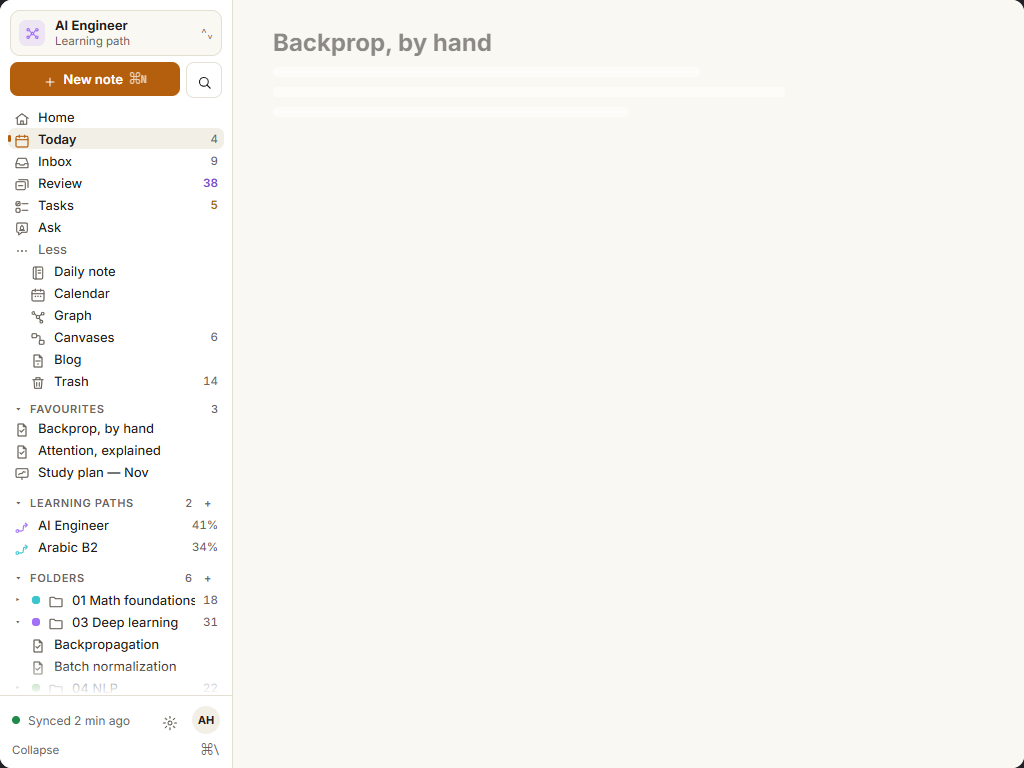 AI Engineer
Learning path
+ New note ⌘N
Home
Today 4
Inbox 9
Review 38
Tasks 5
Ask
Less
Daily note
Calendar
Graph
Canvases 6
Blog
Trash 14
FAVOURITES 3
Backprop, by hand
Attention, explained
Study plan — Nov
LEARNING PATHS 2 +
AI Engineer 41%
Arabic B2 34%
FOLDERS 6 +
01 Math foundations 18
03 Deep learning 31
Backpropagation
Batch normalization
04 NLP 22
Synced 2 min ago AH
Collapse ⌘\
Backprop, by hand